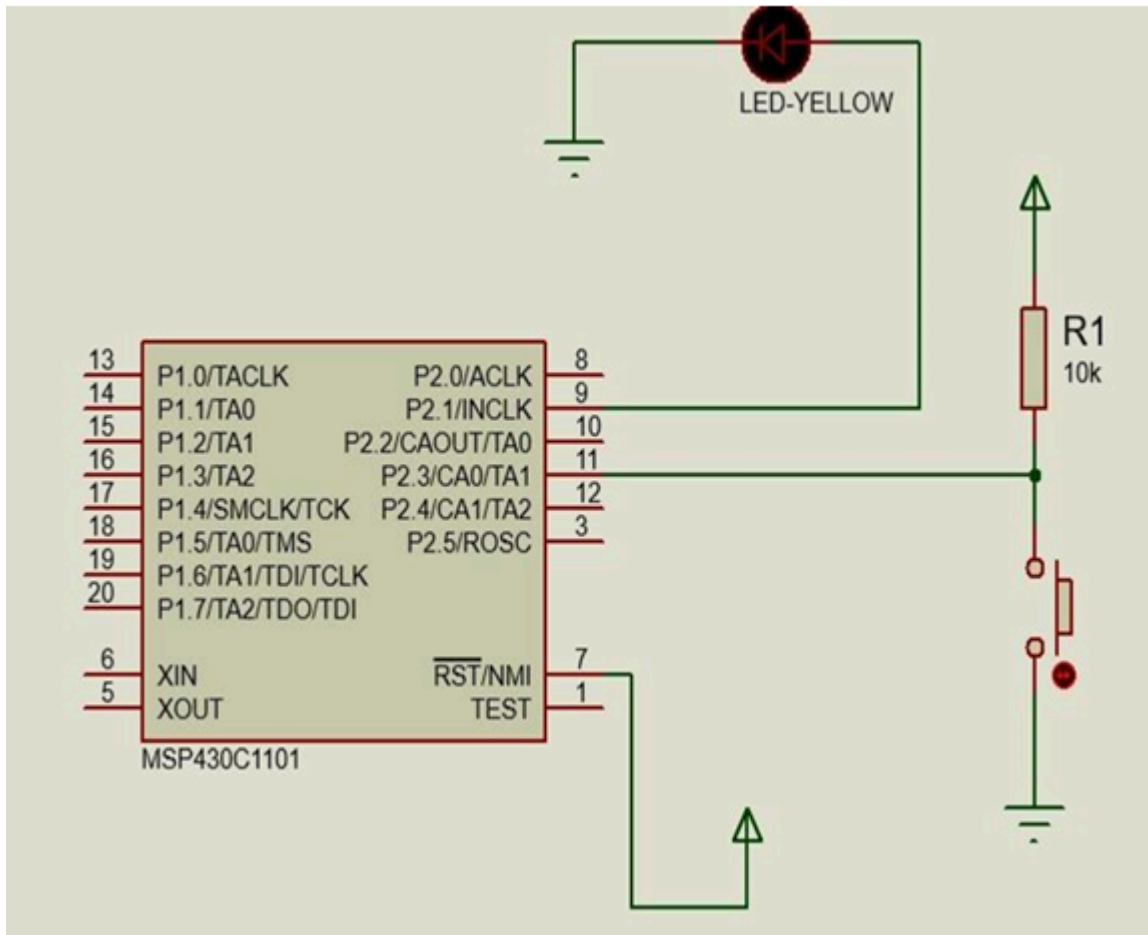 LED-YELLOW
R1
10k
13 P1.0/TACLK P2.0/ACLK 8
14 P1.1/TA0 P2.1/INCLK 9
15 P1.2/TA1 P2.2/CAOUT/TA0 10
16 P1.3/TA2 P2.3/CA0/TA1 11
17 P1.4/SMCLK/TCK P2.4/CA1/TA2 12
18 P1.5/TA0/TMS P2.5/ROSC 3
19 P1.6/TA1/TDI/TCLK
20 P1.7/TA2/TDO/TDI
6 XIN RST/NMI 7
5 XOUT TEST 1
MSP430C1101